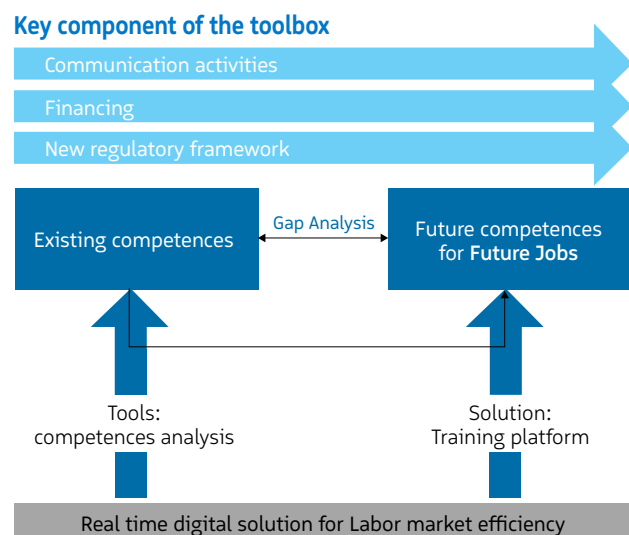 Key component of the toolbox
Communication activities
Financing
New regulatory framework
Existing competences
Gap Analysis
Future competences
for Future Jobs
Tools:
competences analysis
Solution:
Training platform
Real time digital solution for Labor market efficiency